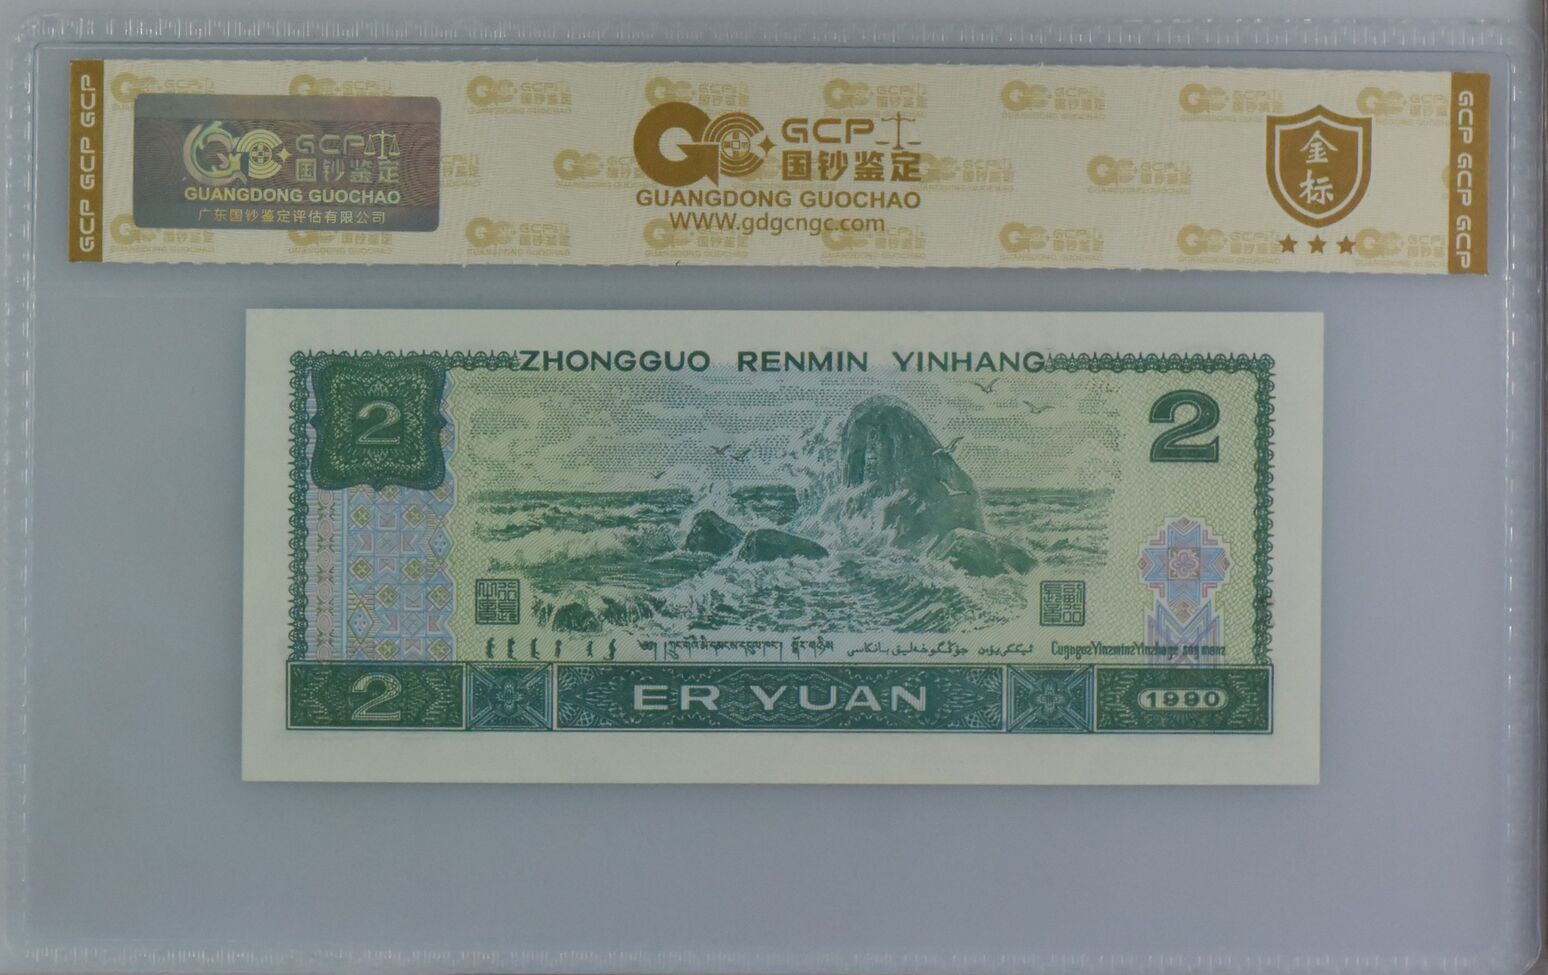 GCP GCP GCP
GCP
国钞鉴定
GUANGDONG GUOCHAO
广东国钞鉴定评估有限公司
GCP
国钞鉴定
GUANGDONG GUOCHAO
WWW.gdgcngc.com
金
标
GCP GCP GCP
ZHONGGUO RENMIN YINHANG
2
2
2
ER YUAN
1990